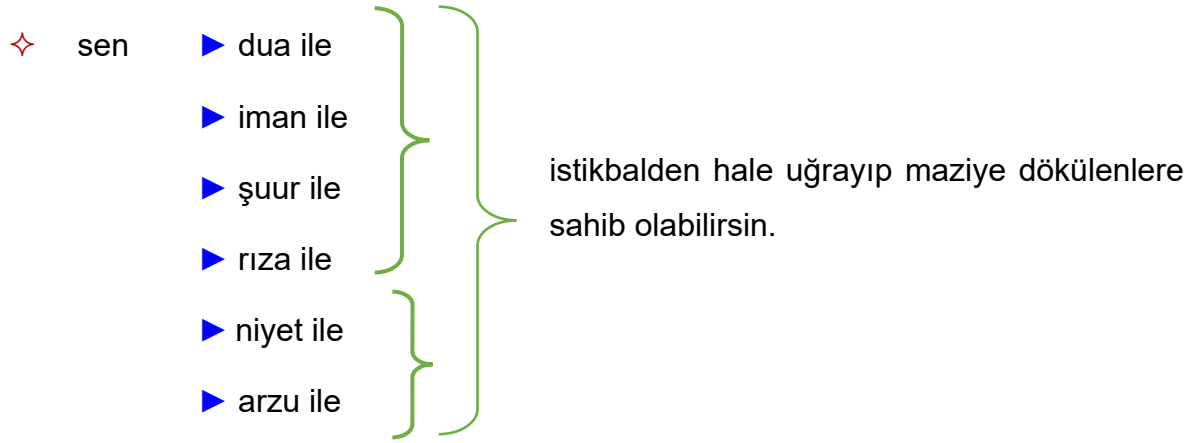 sen ► dua ile
► iman ile
► şuur ile
► rıza ile
► niyet ile
► arzu ile
istikbalden hale uğrayıp maziye dökülenlere
sahib olabilirsin.